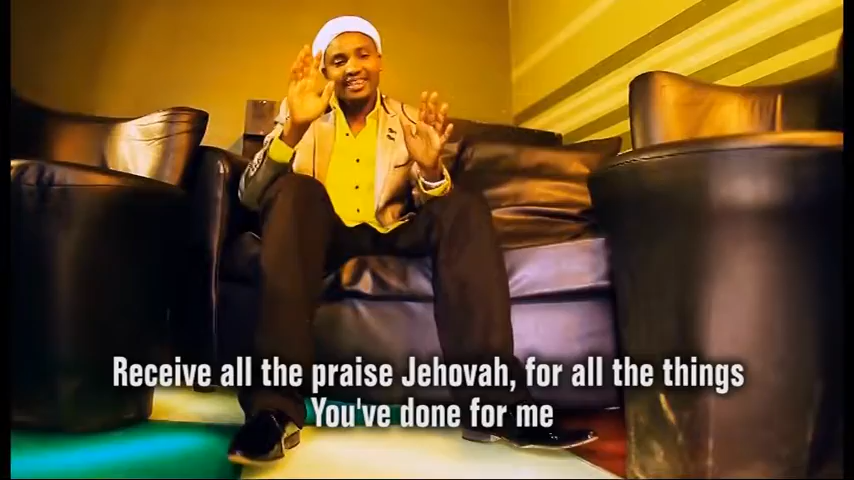 Receive all the praise Jehovah, for all the things
You've done for me